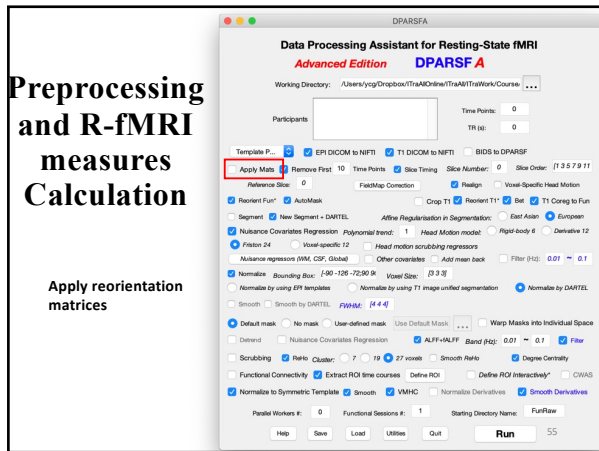 Preprocessing
and R-fMRI
measures
Calculation
Apply reorientation
matrices
DPARSFA
Data Processing Assistant for Resting-State fMRI
Advanced Edition DPARSF A
Working Directory: /Users/ycg/Dropbox/ITraAllOnline/ITraAll/ITraWork/Course/ ...
Participants
Time Points: 0
TR (s): 0
Template P... EPI DICOM to NIFTI T1 DICOM to NIFTI BIDS to DPARSF
Apply Mats Remove First 10 Time Points Slice Timing Slice Number: 0 Slice Order: [1 3 5 7 9 11
Reference Slice: 0 FieldMap Correction Realign Voxel-Specific Head Motion
Reorient Fun* AutoMask Crop T1 Reorient T1* Bet T1 Coreg to Fun
Segment New Segment + DARTEL Affine Regularisation in Segmentation: East Asian European
Nuisance Covariates Regression Polynomial trend: 1 Head Motion model: Rigid-body 6 Derivative 12
Friston 24 Voxel-specific 12 Head motion scrubbing regressors
Nuisance regressors (WM, CSF, Global) Other covariates Add mean back Filter (Hz): 0.01 ~ 0.1
Normalize Bounding Box: [-90 -126 -72;90 9( Voxel Size: [3 3 3]
Normalize by using EPI templates Normalize by using T1 image unified segmentation Normalize by DARTEL
Smooth Smooth by DARTEL FWHM: [4 4 4]
Default mask No mask User-defined mask Use Default Mask ... Warp Masks into Individual Space
Detrend Nuisance Covariates Regression ALFF+fALFF Band (Hz): 0.01 ~ 0.1 Filter
Scrubbing ReHo Cluster: 7 19 27 voxels Smooth ReHo Degree Centrality
Functional Connectivity Extract ROI time courses Define ROI Define ROI Interactively* CWAS
Normalize to Symmetric Template Smooth VMHC Normalize Derivatives Smooth Derivatives
Parallel Workers #: 0 Functional Sessions #: 1 Starting Directory Name: FunRaw
Help Save Load Utilities Quit Run 55